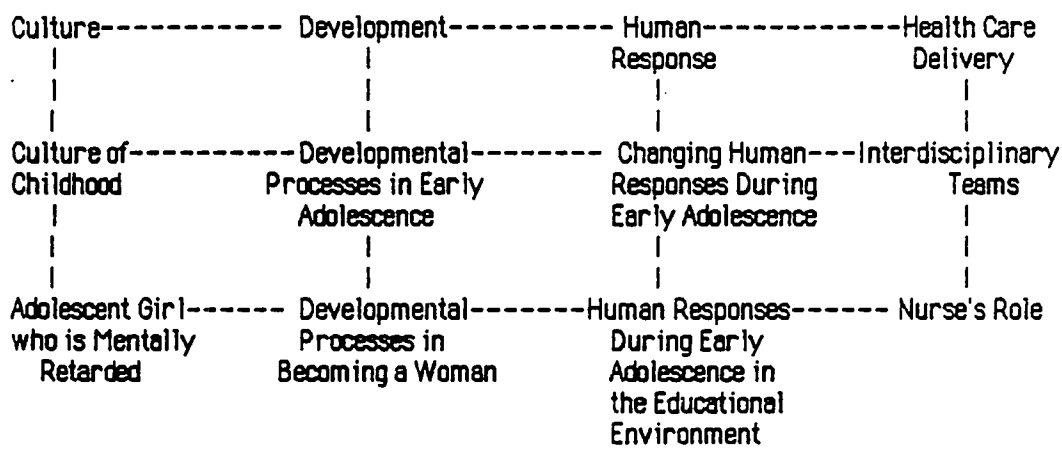 Culture------------ Development------------ Human--------------Health Care
Response Delivery
Culture of----------- Developmental-------- Changing Human---Interdisciplinary
Childhood Processes in Early Responses During Teams
Adolescence Early Adolescence
Adolescent Girl------ Developmental-------Human Responses------ Nurse's Role
who is Mentally Processes in During Early
Retarded Becoming a Woman Adolescence in
the Educational
Environment